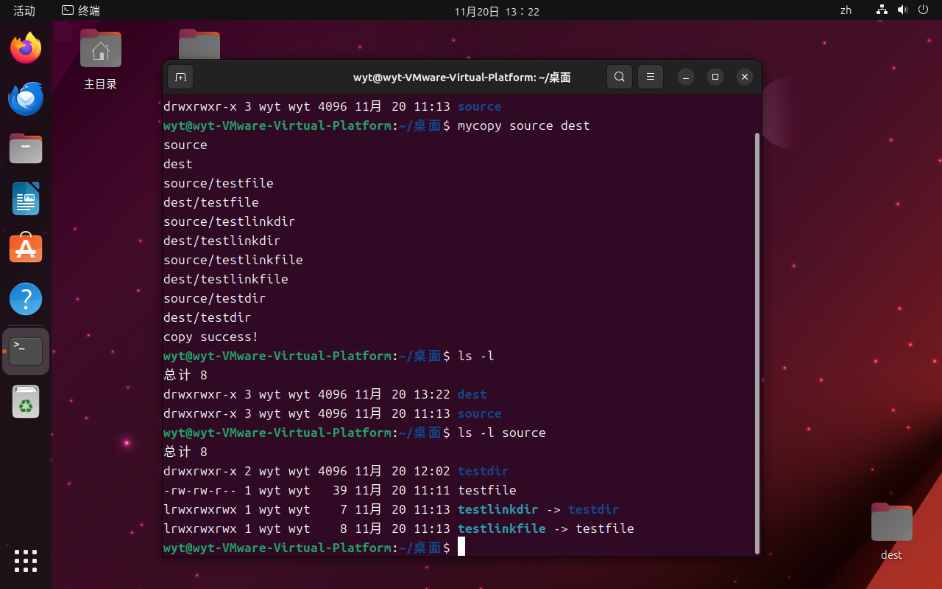 活动 终端 11月20日 13：22 zh
主目录
wyt@wyt-VMware-Virtual-Platform: ~/桌面
drwxrwxr-x 3 wyt wyt 4096 11月 20 11:13 source
wyt@wyt-VMware-Virtual-Platform:~/桌面$ mycopy source dest
source
dest
source/testfile
dest/testfile
source/testlinkdir
dest/testlinkdir
source/testlinkfile
dest/testlinkfile
source/testdir
dest/testdir
copy success!
wyt@wyt-VMware-Virtual-Platform:~/桌面$ ls -l
总计 8
drwxrwxr-x 3 wyt wyt 4096 11月 20 13:22 dest
drwxrwxr-x 3 wyt wyt 4096 11月 20 11:13 source
wyt@wyt-VMware-Virtual-Platform:~/桌面$ ls -l source
总计 8
drwxrwxr-x 2 wyt wyt 4096 11月 20 12:02 testdir
-rw-rw-r-- 1 wyt wyt   39 11月 20 11:11 testfile
lrwxrwxrwx 1 wyt wyt    7 11月 20 11:13 testlinkdir -> testdir
lrwxrwxrwx 1 wyt wyt    8 11月 20 11:13 testlinkfile -> testfile
wyt@wyt-VMware-Virtual-Platform:~/桌面$
dest